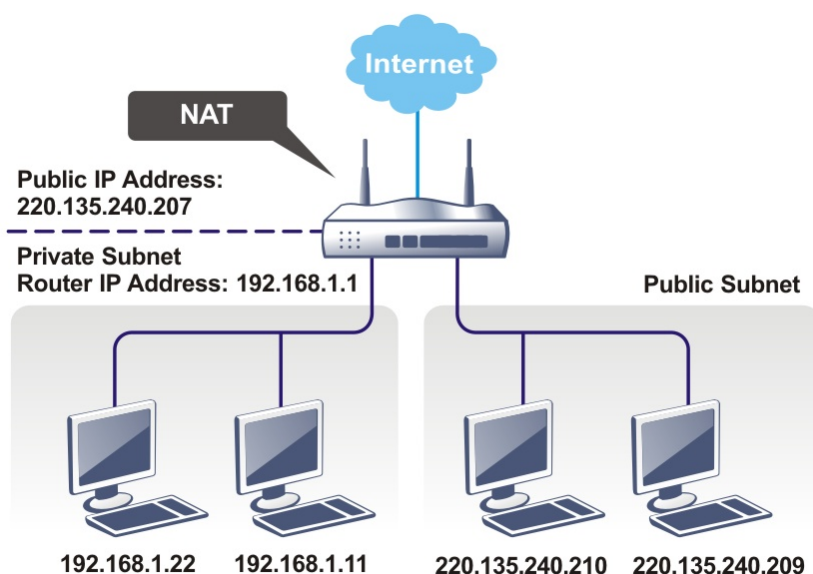 Internet
NAT
Public IP Address:
220.135.240.207
Private Subnet
Router IP Address: 192.168.1.1
Public Subnet
192.168.1.22
192.168.1.11
220.135.240.210
220.135.240.209